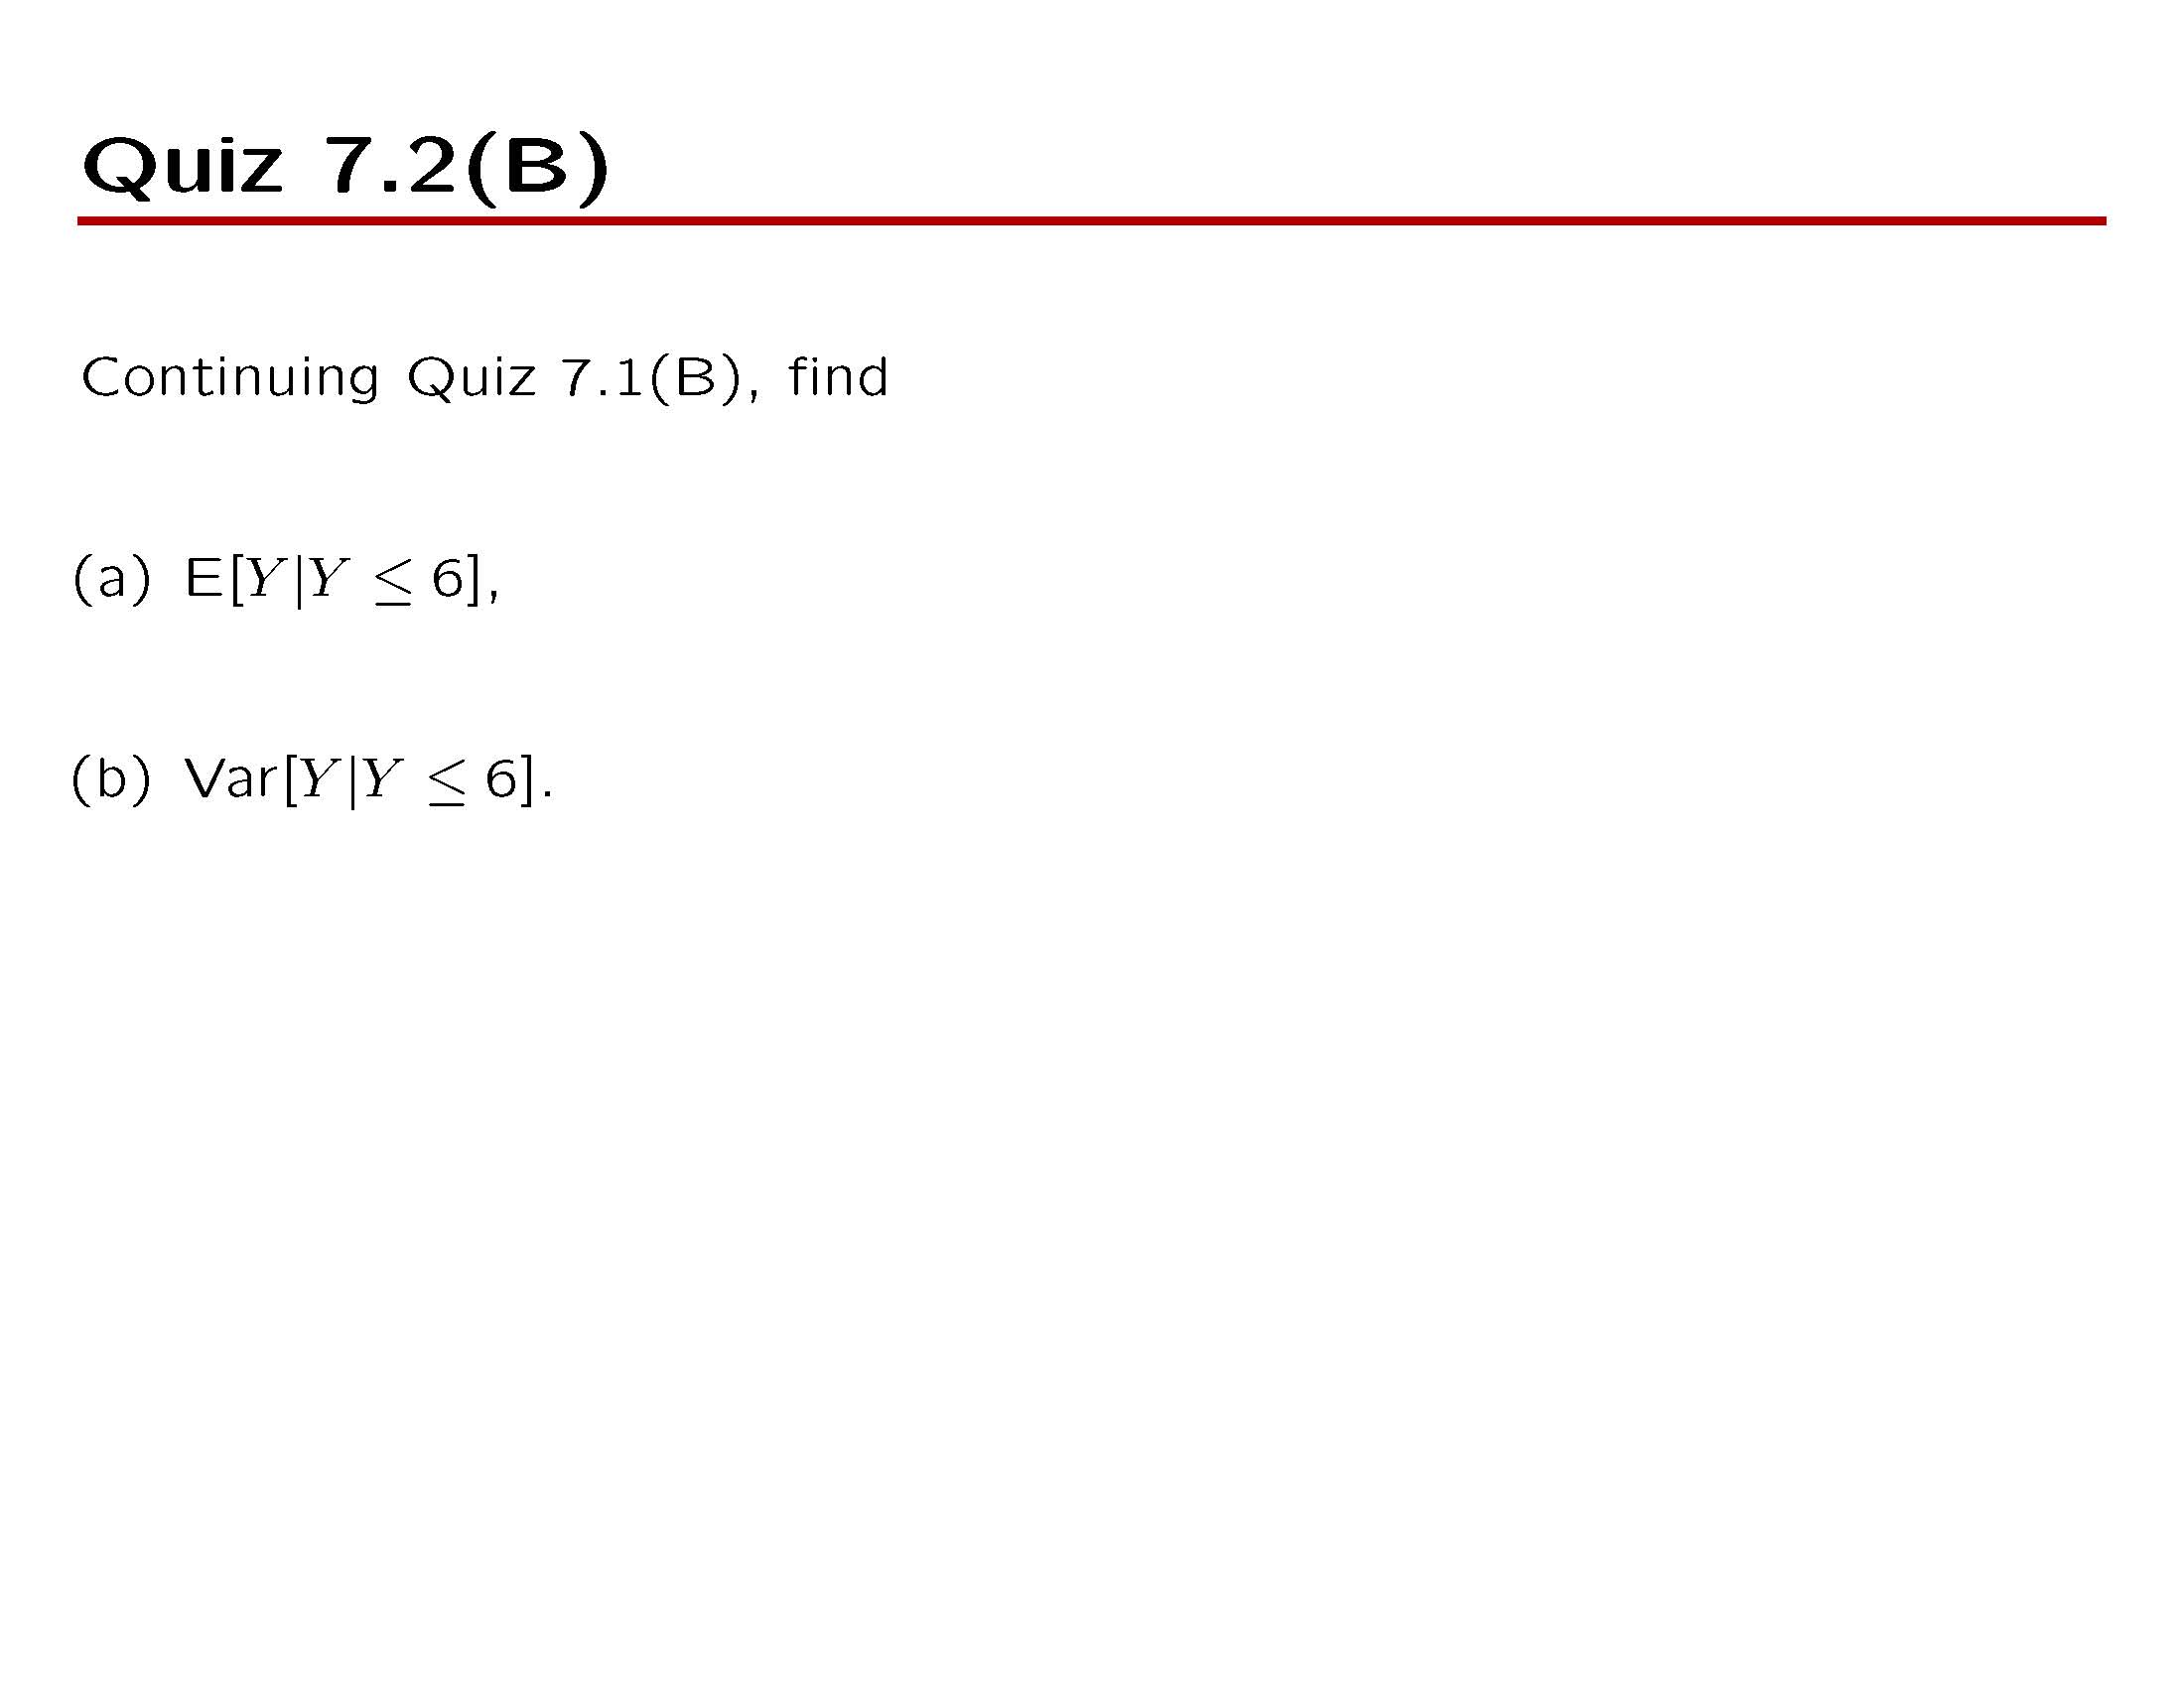 Quiz 7.2(B)
Continuing Quiz 7.1(B), find
(a) E[Y|Y ≤ 6],
(b) Var[Y|Y ≤ 6].